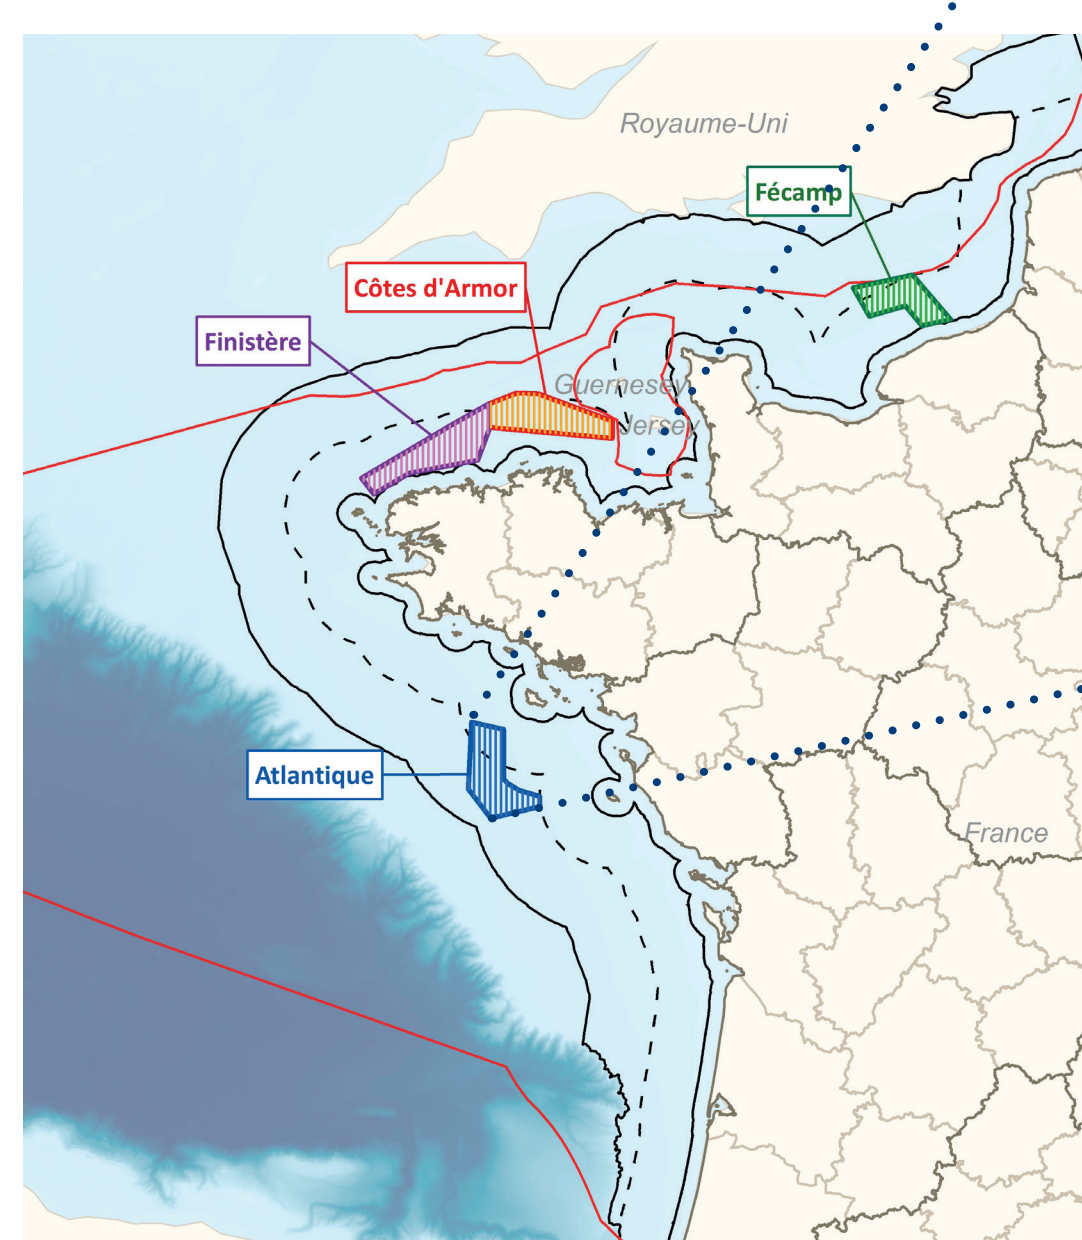 Royaume-Uni
Fécamp
Côtes d'Armor
Finistère
Guernesey
Jersey
Atlantique
France